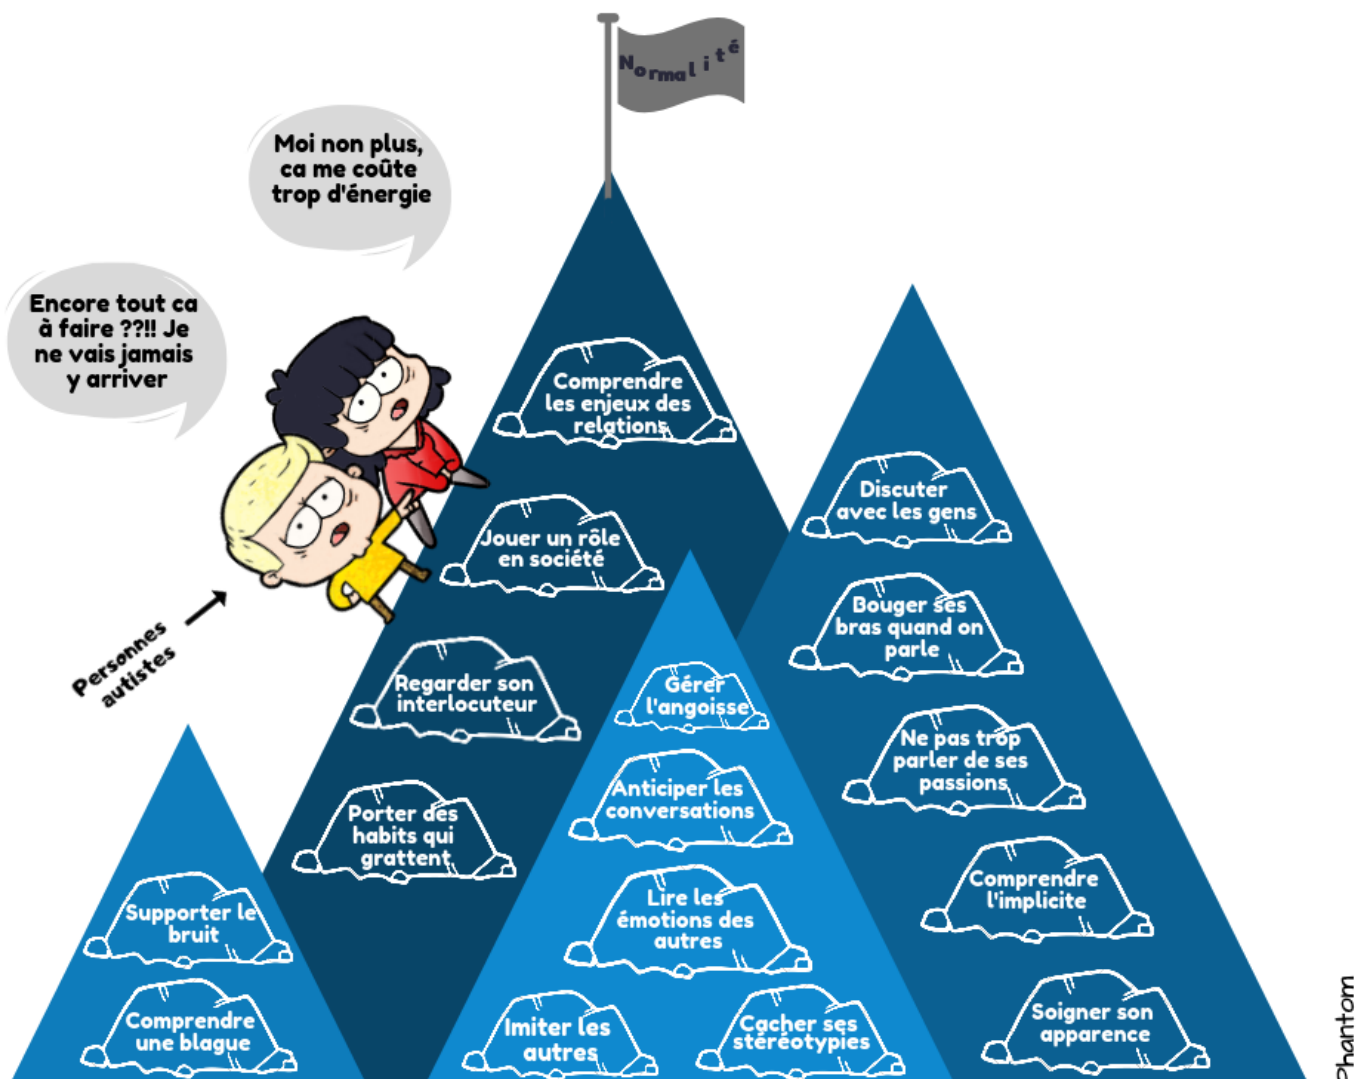 Normalité
Moi non plus,
ca me coûte
trop d'énergie
Encore tout ca
à faire ??!! Je
ne vais jamais
y arriver
Personnes
autistes
Comprendre
les enjeux des
relations
Jouer un rôle
en société
Regarder son
interlocuteur
Porter des
habits qui
grattent
Supporter le
bruit
Comprendre
une blague
Gérer
l'angoisse
Anticiper les
conversations
Lire les
émotions des
autres
Imiter les
autres
Cacher ses
stéréotypies
Discuter
avec les gens
Bouger ses
bras quand on
parle
Ne pas trop
parler de ses
passions
Comprendre
l'implicite
Soigner son
apparence
Phantom